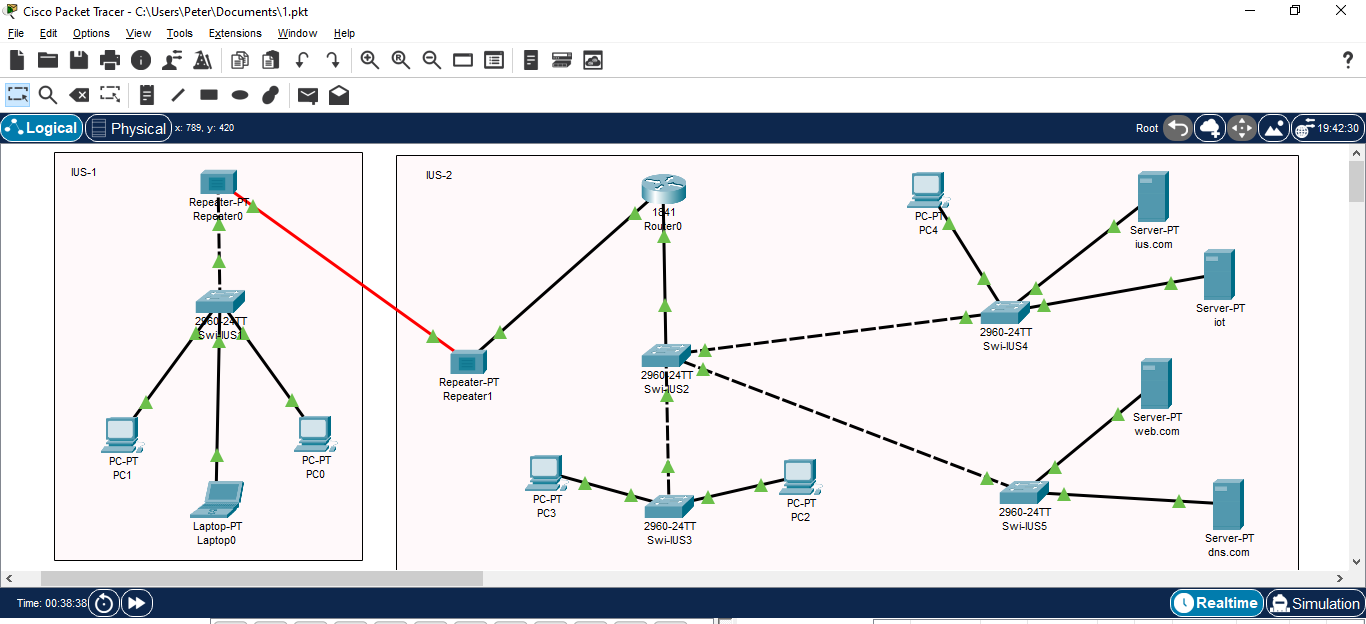 Cisco Packet Tracer - C:\Users\Peter\Documents\1.pkt
File Edit Options View Tools Extensions Window Help
Logical Physical x: 789, y: 420 Root 19:42:30
IUS-1
Repeater-PT
Repeater0
2960-24TT
Swi-IUS1
PC-PT
PC1
PC-PT
PC0
Laptop-PT
Laptop0
IUS-2
1841
Router0
Repeater-PT
Repeater1
2960-24TT
Swi-IUS2
PC-PT
PC3
2960-24TT
Swi-IUS3
PC-PT
PC2
PC-PT
PC4
Server-PT
ius.com
Server-PT
iot
2960-24TT
Swi-IUS4
Server-PT
web.com
2960-24TT
Swi-IUS5
Server-PT
dns.com
Time: 00:38:38 Realtime Simulation